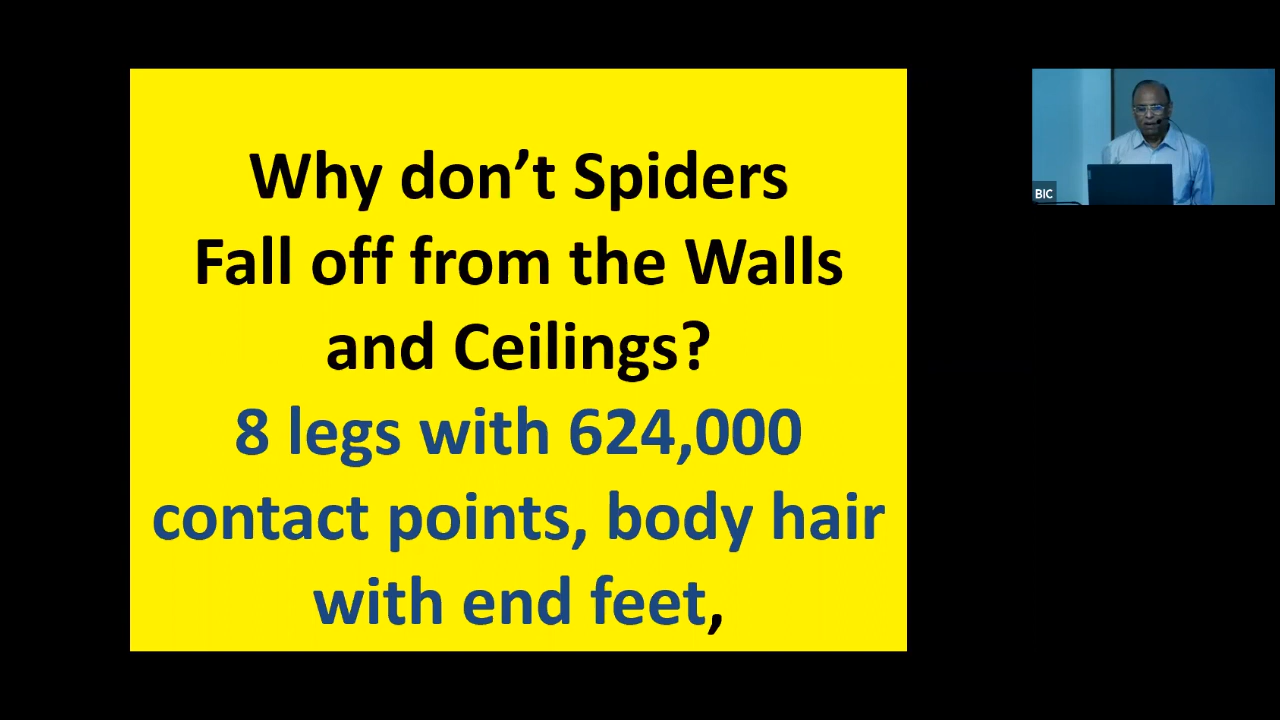 Why don’t Spiders
Fall off from the Walls
and Ceilings?
8 legs with 624,000
contact points, body hair
with end feet,
BIC